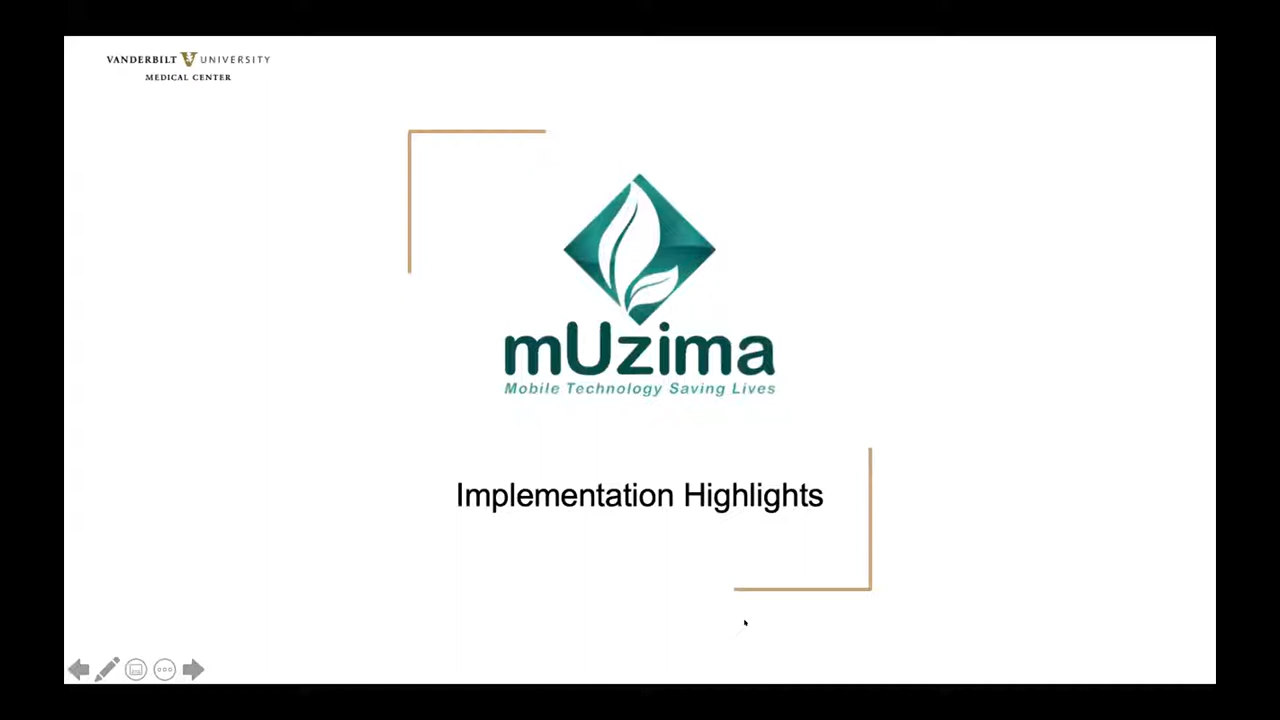 VANDERBILT V UNIVERSITY
MEDICAL CENTER
mUzima
Mobile Technology Saving Lives
Implementation Highlights